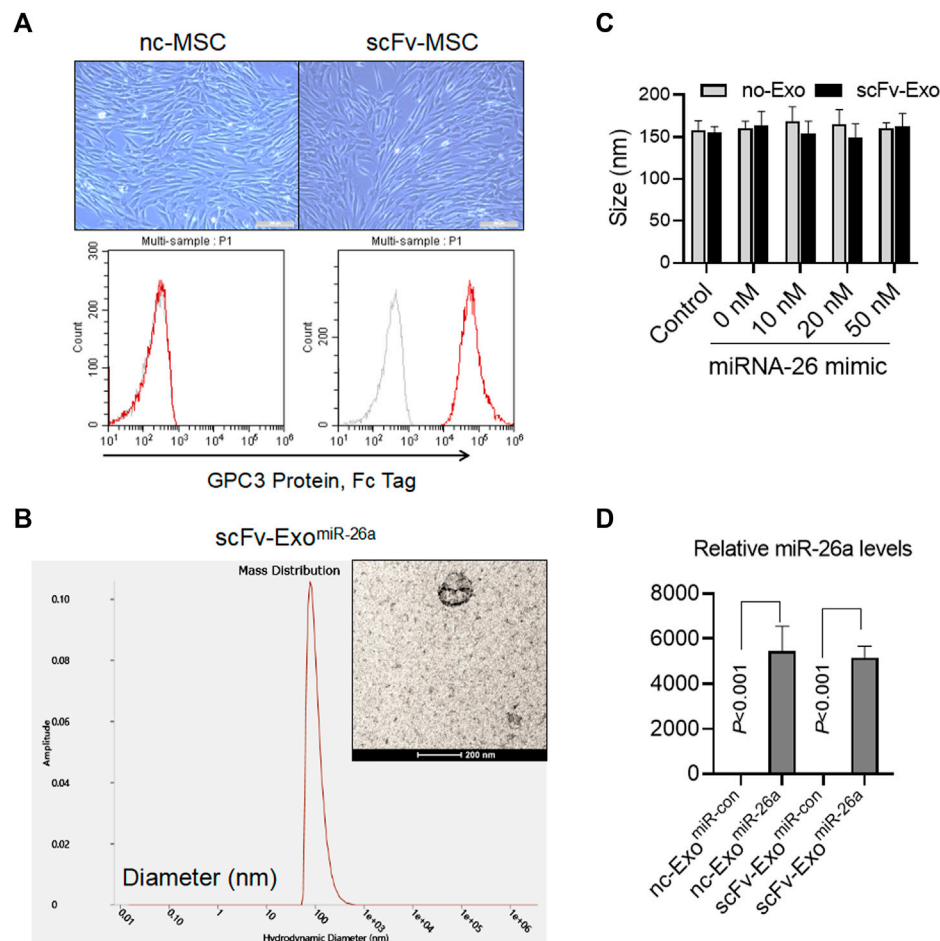 A
nc-MSC
scFv-MSC
Multi-sample : P1
Multi-sample : P1
Count
300
200
100
0
10¹ 10² 10³ 10⁴ 10⁵ 10⁶
Count
200
0
10¹ 10² 10³ 10⁴ 10⁵ 10⁶
GPC3 Protein, Fc Tag
B
scFv-Exo^miR-26a
Mass Distribution
Amplitude
0.10
0.08
0.06
0.04
0.02
0
200 nm
Diameter (nm)
0.01 0.10 1.00 10.0 100 1e+03 1e+04 1e+05 1e+06
Hydrodynamic Diameter (nm)
C
no-Exo scFv-Exo
Size (nm)
200
150
100
50
0
Control 0 nM 10 nM 20 nM 50 nM
miRNA-26 mimic
D
Relative miR-26a levels
8000
6000
4000
2000
0
P<0.001
P<0.001
nc-Exo^miR-con
nc-Exo^miR-26a
scFv-Exo^miR-con
scFv-Exo^miR-26a